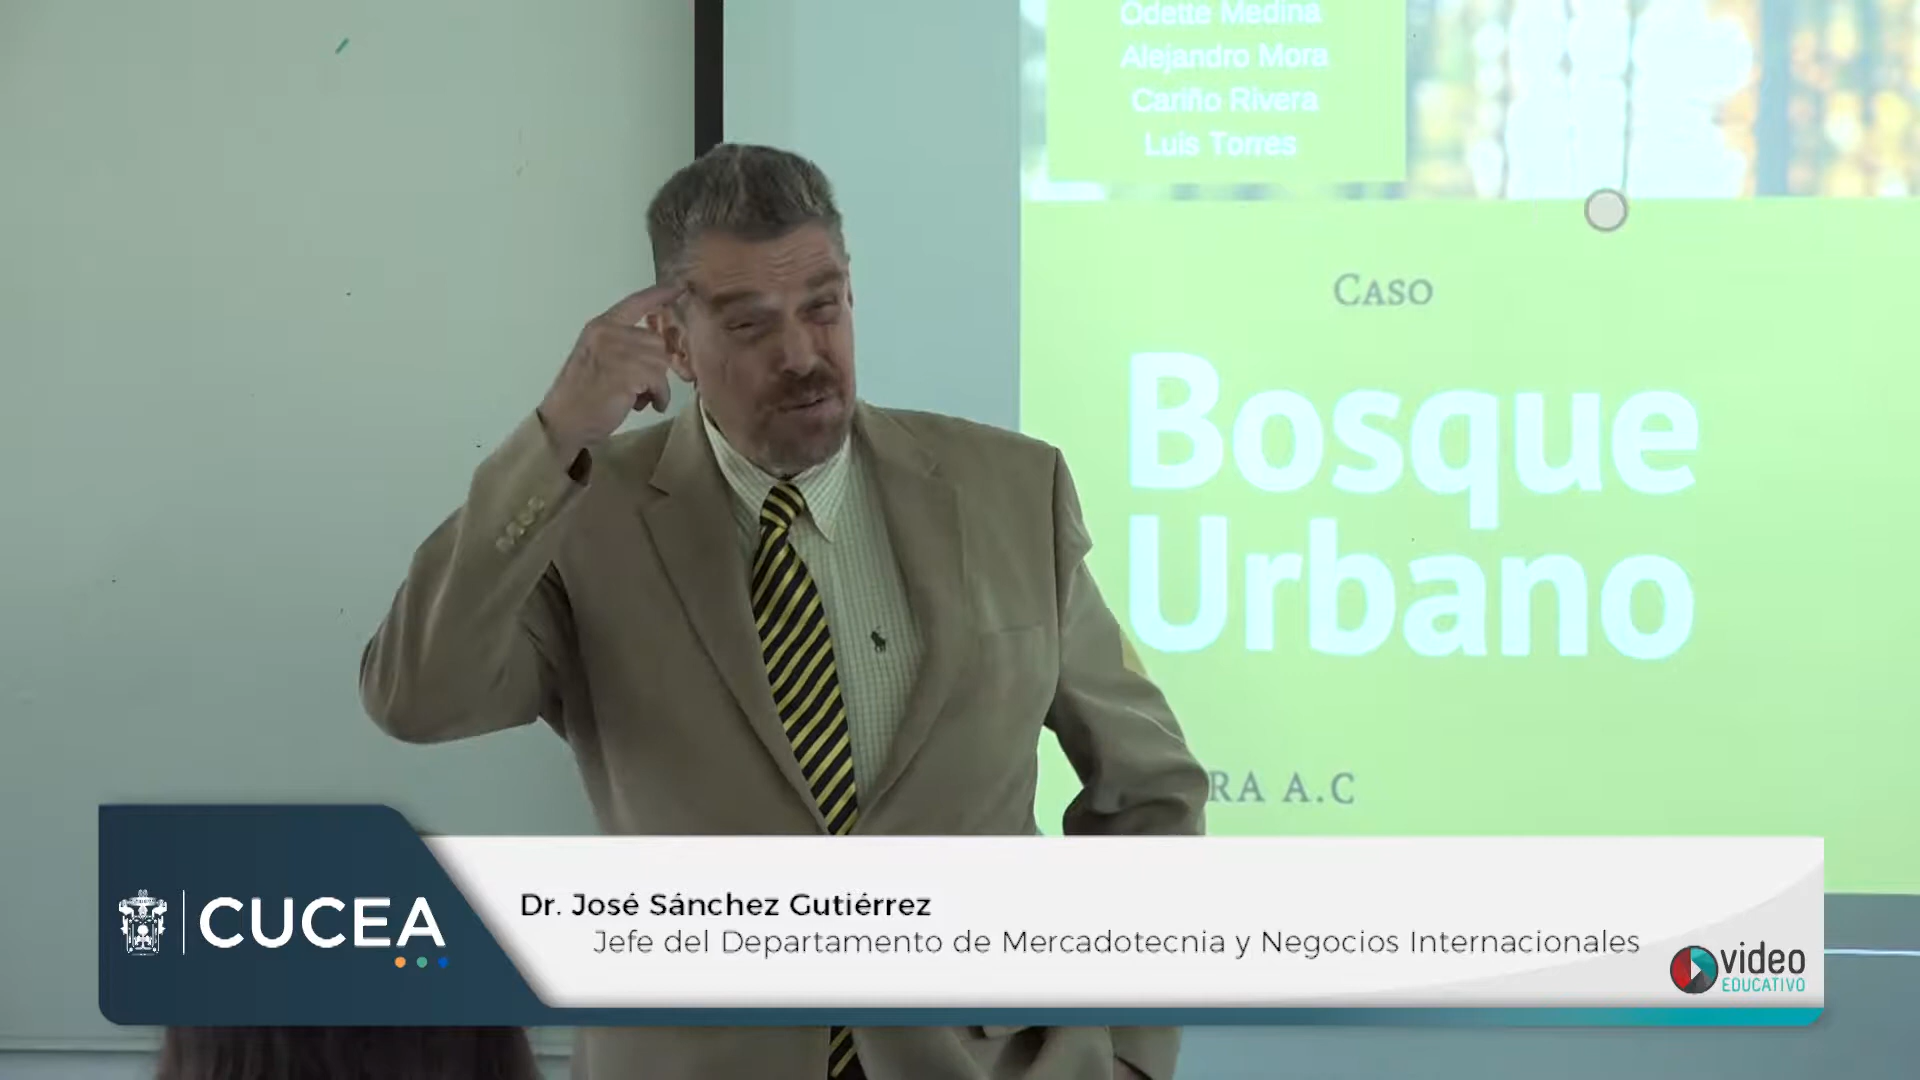 Odette Medina
Alejandro Mora
Cariño Rivera
Luis Torres
CASO
Bosque
Urbano
RA A.C
CUCEA
Dr. José Sánchez Gutiérrez
Jefe del Departamento de Mercadotecnia y Negocios Internacionales
video
EDUCATIVO